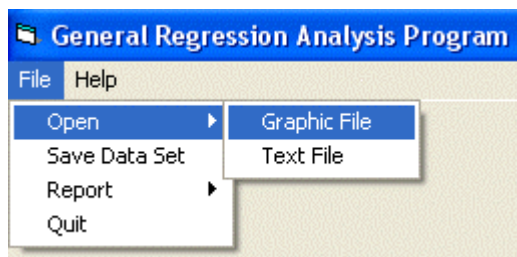 General Regression Analysis Program
File Help
Open Graphic File
Save Data Set Text File
Report
Quit